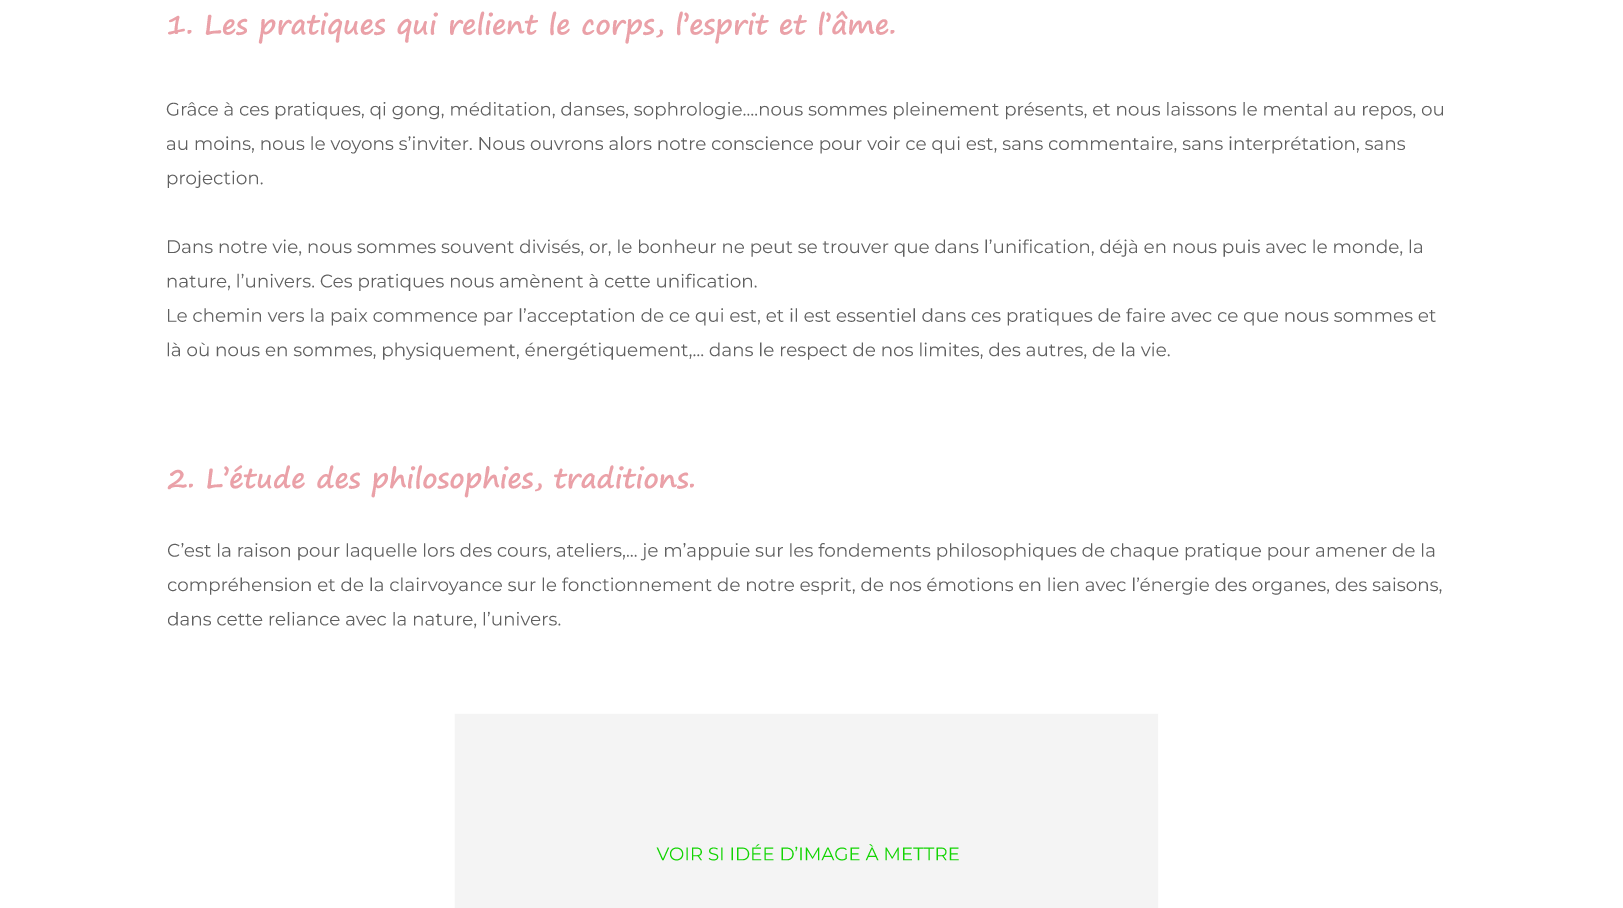 1. Les pratiques qui relient le corps, l’esprit et l’âme.
Grâce à ces pratiques, qi gong, méditation, danses, sophrologie....nous sommes pleinement présents, et nous laissons le mental au repos, ou
au moins, nous le voyons s’inviter. Nous ouvrons alors notre conscience pour voir ce qui est, sans commentaire, sans interprétation, sans
projection.
Dans notre vie, nous sommes souvent divisés, or, le bonheur ne peut se trouver que dans l’unification, déjà en nous puis avec le monde, la
nature, l’univers. Ces pratiques nous amènent à cette unification.
Le chemin vers la paix commence par l’acceptation de ce qui est, et il est essentiel dans ces pratiques de faire avec ce que nous sommes et
là où nous en sommes, physiquement, énergétiquement,... dans le respect de nos limites, des autres, de la vie.
2. L’étude des philosophies, traditions.
C’est la raison pour laquelle lors des cours, ateliers,... je m’appuie sur les fondements philosophiques de chaque pratique pour amener de la
compréhension et de la clairvoyance sur le fonctionnement de notre esprit, de nos émotions en lien avec l’énergie des organes, des saisons,
dans cette reliance avec la nature, l’univers.
VOIR SI IDÉE D’IMAGE À METTRE